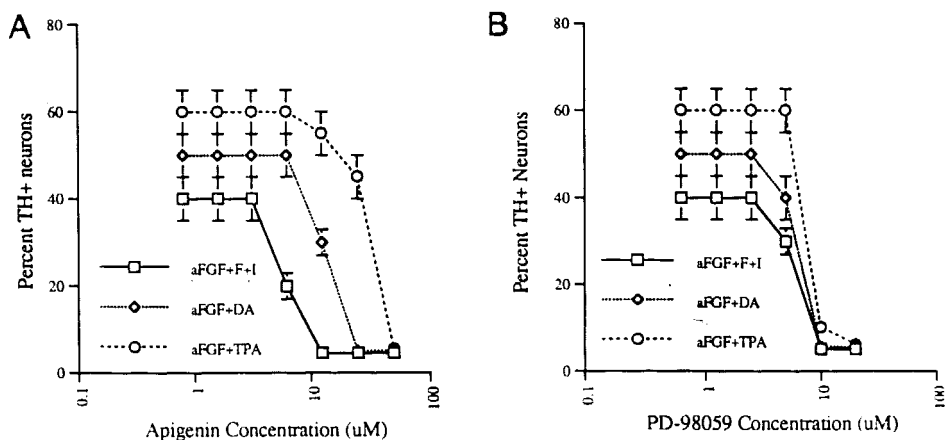 A
80
60
40
20
0
Percent TH+ neurons
aFGF+F+I
aFGF+DA
aFGF+TPA
0.1
1
10
100
Apigenin Concentration (uM)
B
80
60
40
20
0
Percent TH+ Neurons
aFGF+F+I
aFGF+DA
aFGF+TPA
0.1
1
10
100
PD-98059 Concentration (uM)